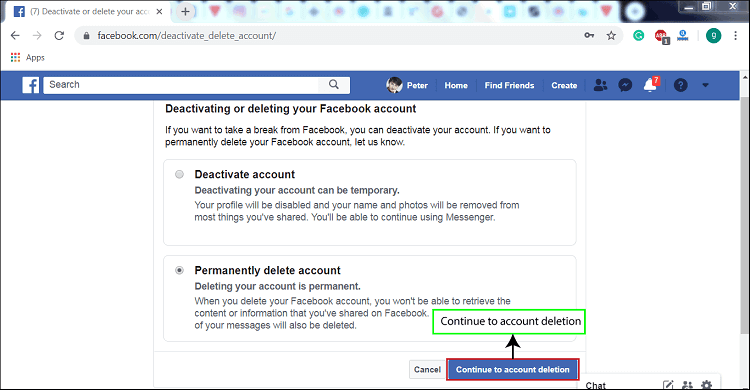 (7) Deactivate or delete your acco
facebook.com/deactivate_delete_account/
Apps
Search
Peter Home Find Friends Create 7
Deactivating or deleting your Facebook account
If you want to take a break from Facebook, you can deactivate your account. If you want to
permanently delete your Facebook account, let us know.
Deactivate account
Deactivating your account can be temporary.
Your profile will be disabled and your name and photos will be removed from
most things you've shared. You'll be able to continue using Messenger.
Permanently delete account
Deleting your account is permanent.
When you delete your Facebook account, you won't be able to retrieve the
content or information that you've shared on Facebook.
of your messages will also be deleted.
Continue to account deletion
Cancel Continue to account deletion
Chat